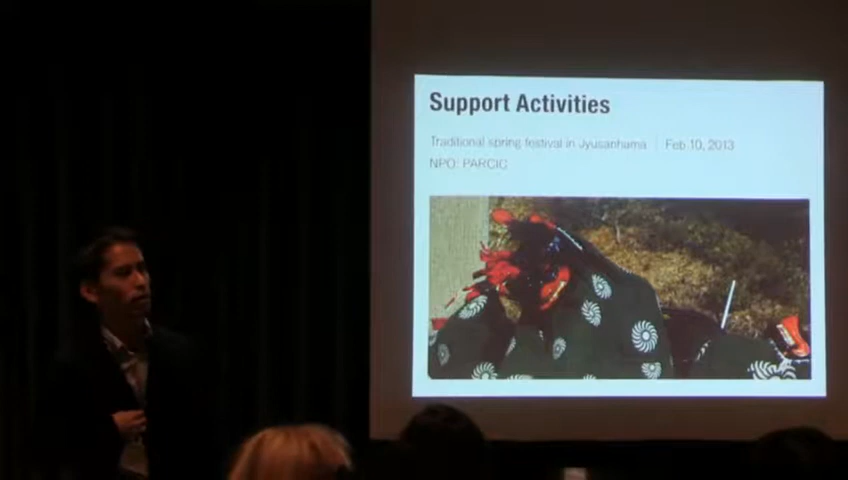 Support Activities
Traditional spring festival in Jyusanhama | Feb 10, 2013
NPO: PARCIC